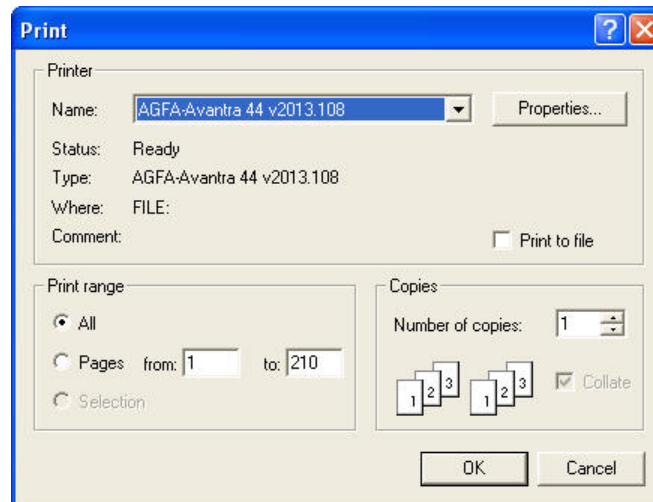 Print
Printer
Name: AGFA-Avantra 44 v2013.108 Properties...
Status: Ready
Type: AGFA-Avantra 44 v2013.108
Where: FILE:
Comment: Print to file
Print range
All
Pages from: 1 to: 210
Selection
Copies
Number of copies: 1
1 2 3 1 2 3 Collate
OK Cancel